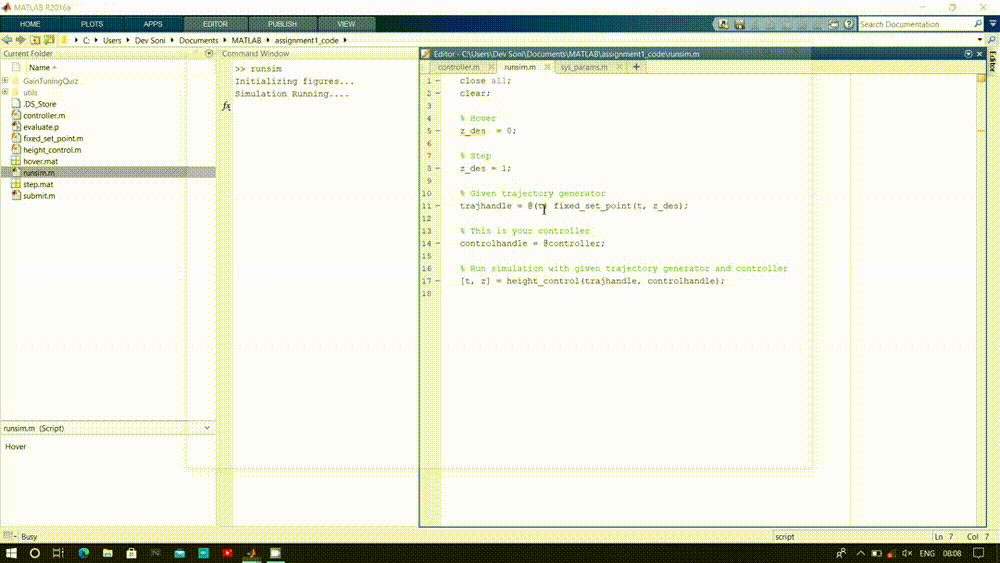 MATLAB R2016a
HOME PLOTS APPS EDITOR PUBLISH VIEW Search Documentation
C: Users Dev Soni Documents MATLAB assignment1_code
Current Folder
Name
GainTuningQuiz
utils
.DS_Store
controller.m
evaluate.p
fixed_set_point.m
height_control.m
hover.mat
runsim.m
step.mat
submit.m
runsim.m (Script)
Hover
Command Window
>> runsim
Initializing figures...
Simulation Running....
fx
Editor - C:\Users\Dev Soni\Documents\MATLAB\assignment1_code\runsim.m
controller.m runsim.m sys_params.m
1 close all;
2 clear;
3
4 % Hover
5 z_des = 0;
6
7 % Step
8 z_des = 1;
9
10 % Given trajectory generator
11 trajhandle = @(t) fixed_set_point(t, z_des);
12
13 % This is your controller
14 controlhandle = @controller;
15
16 % Run simulation with given trajectory generator and controller
17 [t, z] = height_control(trajhandle, controlhandle);
18
Editor
Busy
script Ln 7 Col 7
ENG 08:08